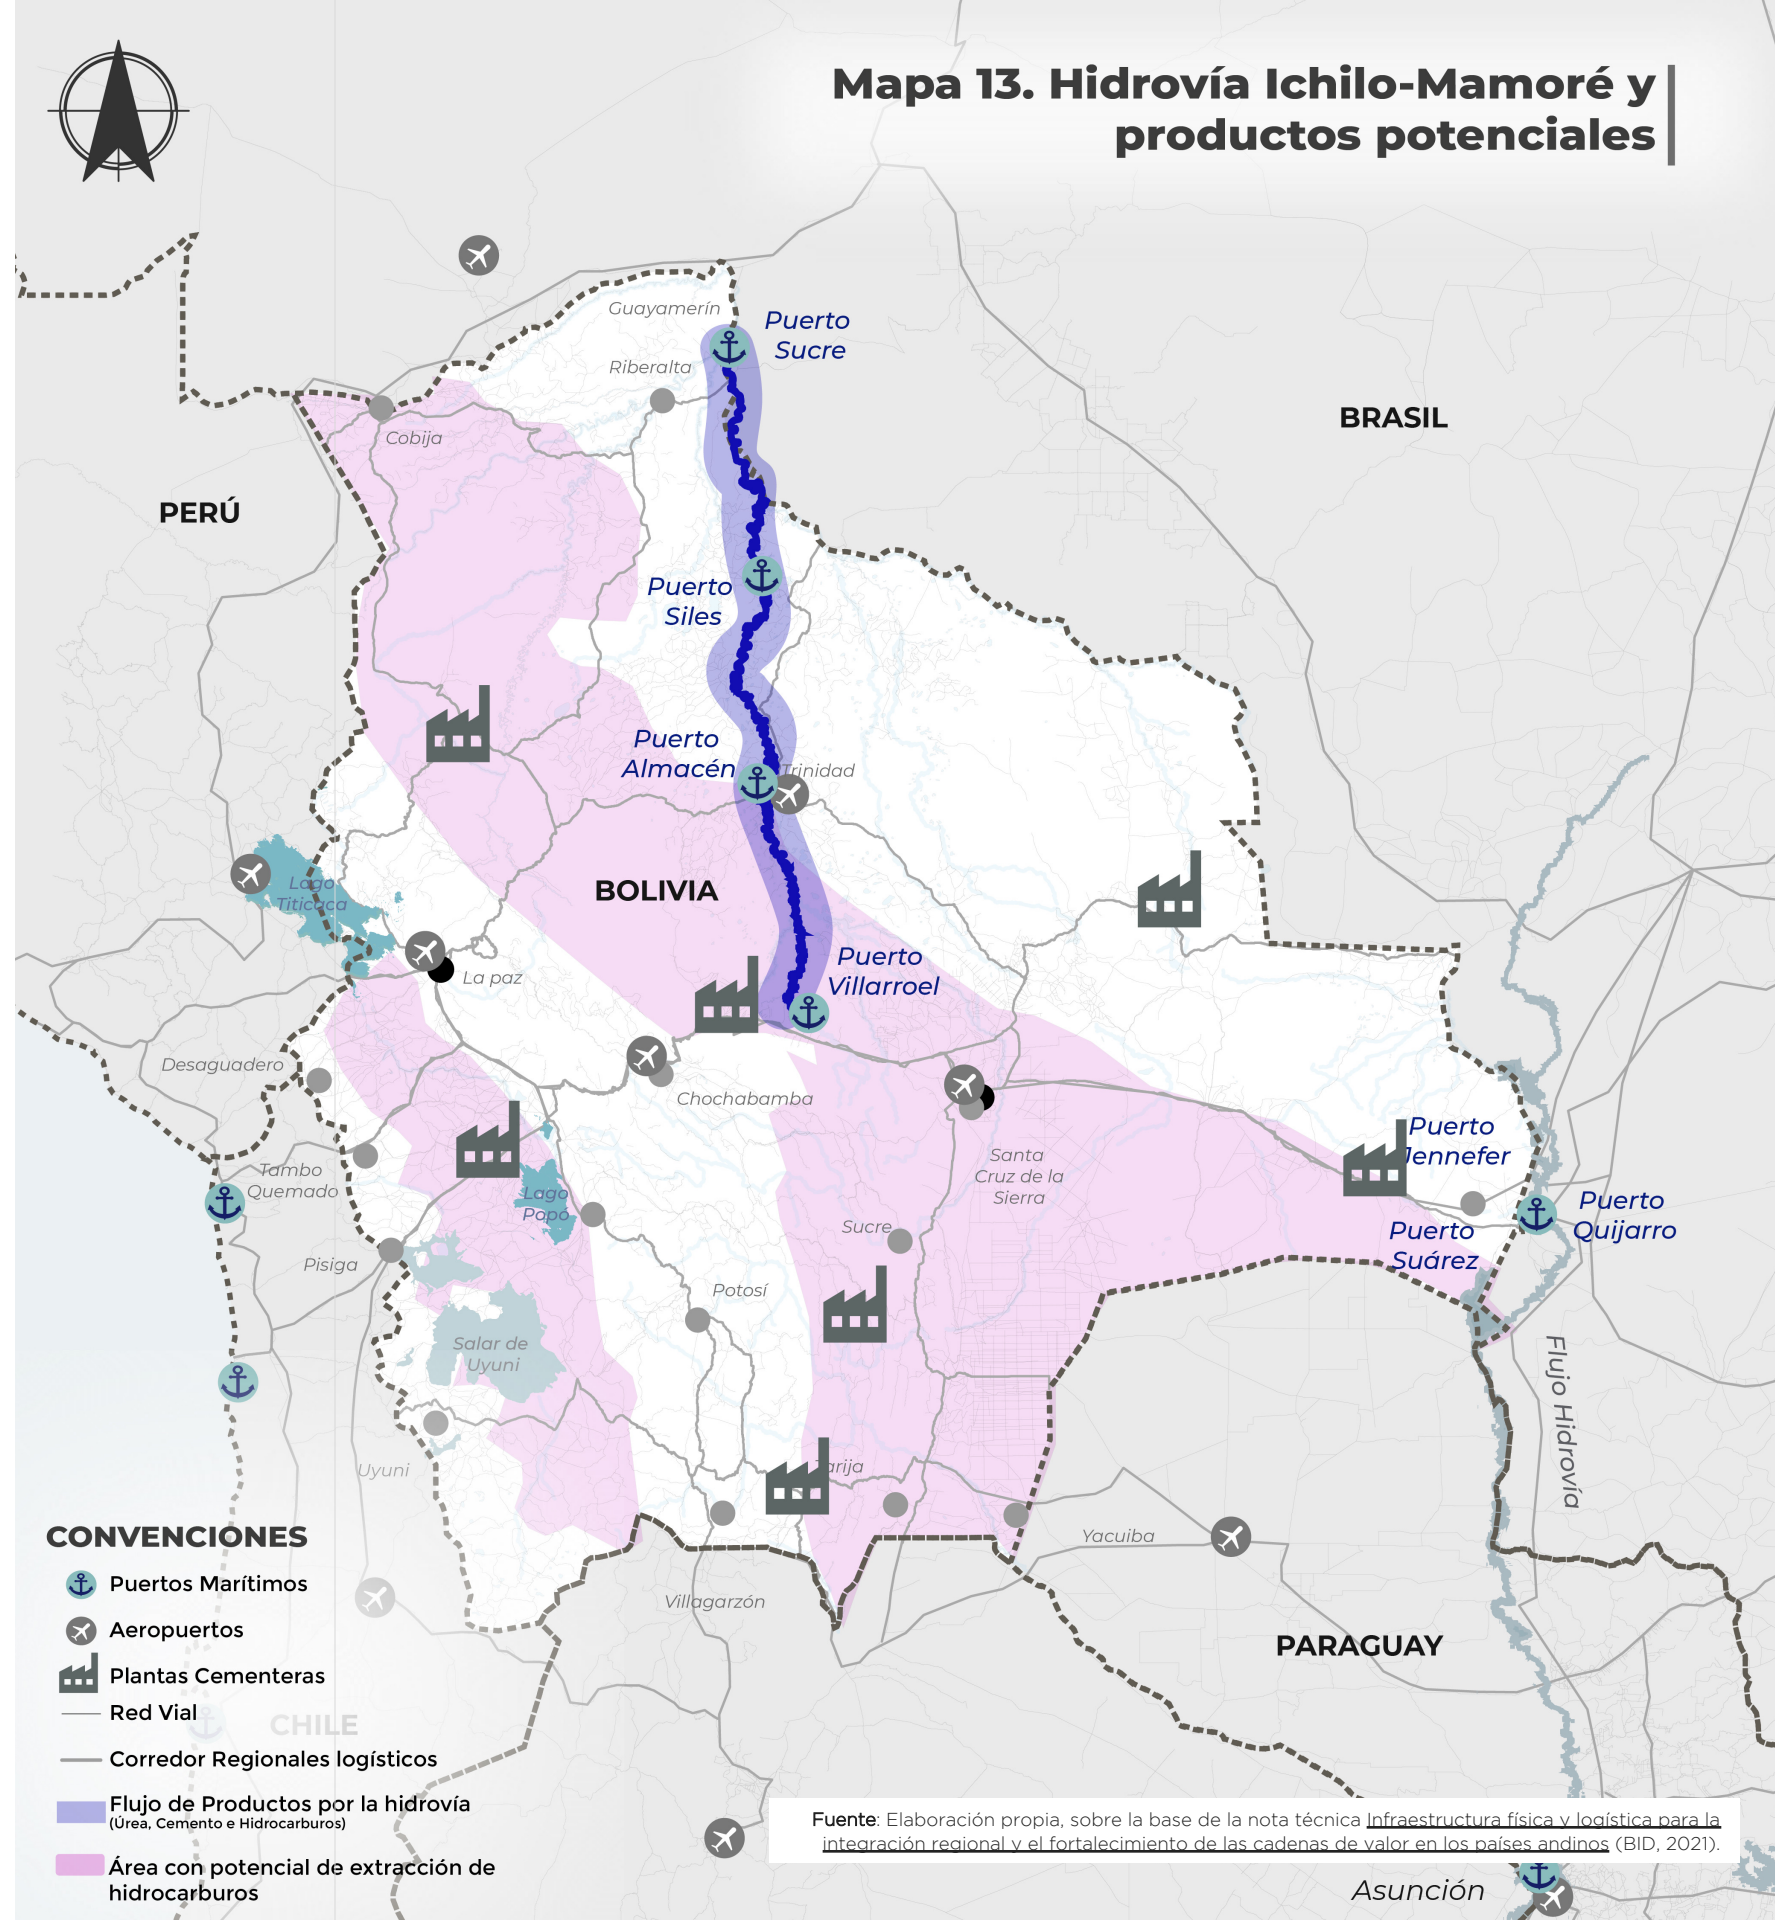 Mapa 13. Hidrovía Ichilo-Mamoré y
productos potenciales
Guayamerín
Puerto
Sucre
Riberalta
Cobija
BRASIL
PERÚ
Puerto
Siles
Puerto
Almacén
Trinidad
Lago
Titicaca
BOLIVIA
Puerto
Villarroel
La paz
Desaguadero
Chochabamba
Puerto
Jennefer
Santa
Cruz de la
Sierra
Tambo
Quemado
Lago
Papó
Puerto
Quijarro
Sucre
Puerto
Suárez
Pisiga
Potosí
Salar de
Uyuni
Flujo Hidrovía
Uyuni
Tarija
Yacuiba
Villagarzón
PARAGUAY
CHILE
CONVENCIONES
Puertos Marítimos
Aeropuertos
Plantas Cementeras
Red Vial
Corredor Regionales logísticos
Flujo de Productos por la hidrovía
(Úrea, Cemento e Hidrocarburos)
Área con potencial de extracción de
hidrocarburos
Fuente: Elaboración propia, sobre la base de la nota técnica Infraestructura física y logística para la
integración regional y el fortalecimiento de las cadenas de valor en los países andinos (BID, 2021).
Asunción